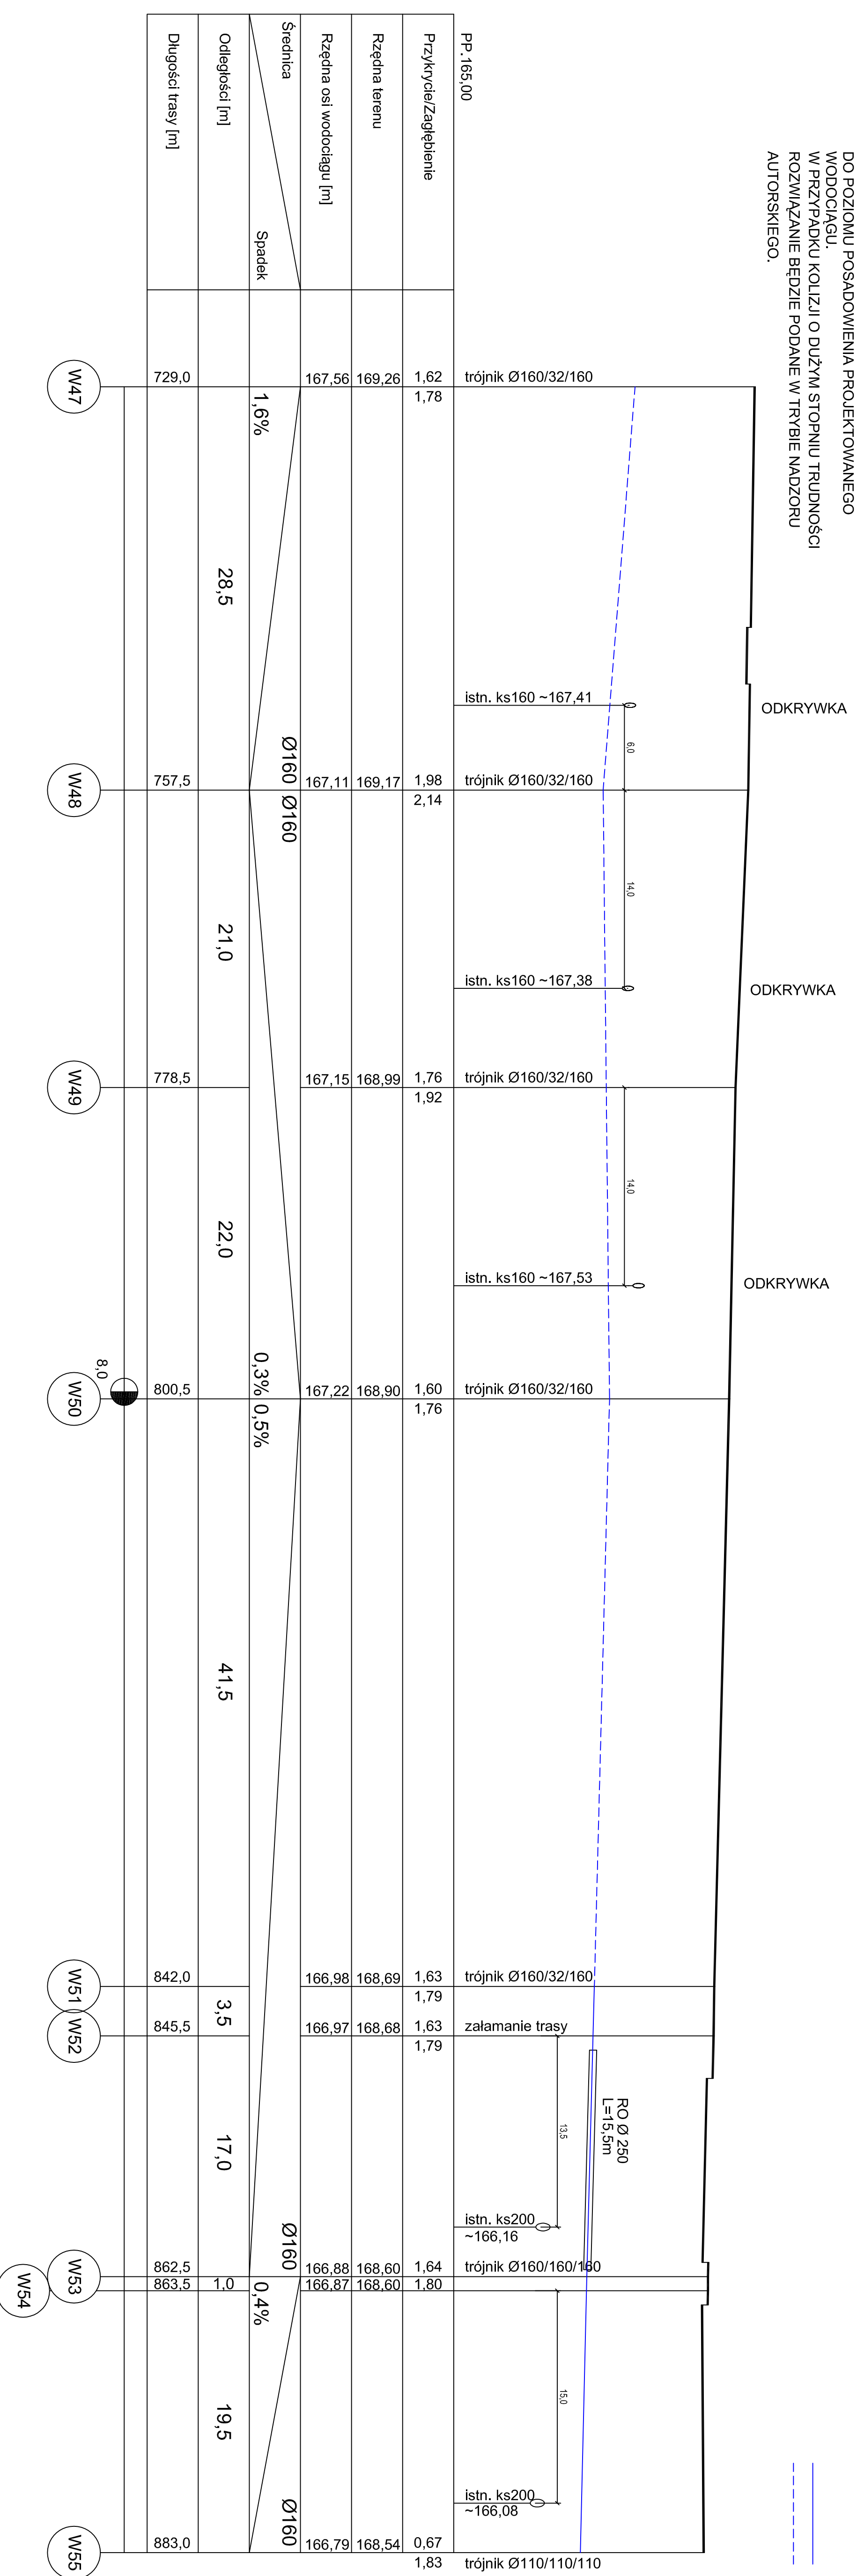 DO POZIOMU POSADOWIENIA PROJEKTOWANEGO
WODOCIĄGU.
W PRZYPADKU KOLIZJI O DUŻYM STOPNIU TRUDNOŚCI
ROZWIĄZANIE BĘDZIE PODANE W TRYBIE NADZORU
AUTORSKIEGO.
ODKRYWKA
ODKRYWKA
ODKRYWKA
6,0
14,0
14,0
RO Ø 250
L=15,5m
13,5
15,0
PP.165,00
trójnik Ø160/32/160
istn. ks160 ~167,41
trójnik Ø160/32/160
istn. ks160 ~167,38
trójnik Ø160/32/160
istn. ks160 ~167,53
trójnik Ø160/32/160
trójnik Ø160/32/160
załamanie trasy
istn. ks200
~166,16
trójnik Ø160/160/160
istn. ks200
~166,08
trójnik Ø110/110/110
Przykrycie/Zagłębienie
1,62
1,78
1,98
2,14
1,76
1,92
1,60
1,76
1,63
1,79
1,63
1,79
1,64
1,80
0,67
1,83
Rzędna terenu
169,26
169,17
168,99
168,90
168,69
168,68
168,60
168,60
168,54
Rzędna osi wodociągu [m]
167,56
167,11
167,15
167,22
166,98
166,97
166,88
166,87
166,79
Średnica
Spadek
1,6%
Ø160
Ø160
0,3%
0,5%
Ø160
0,4%
Ø160
Odległości [m]
28,5
21,0
22,0
41,5
3,5
17,0
1,0
19,5
Długości trasy [m]
729,0
757,5
778,5
800,5
842,0
845,5
862,5
863,5
883,0
8,0
W47
W48
W49
W50
W51
W52
W53
W54
W55